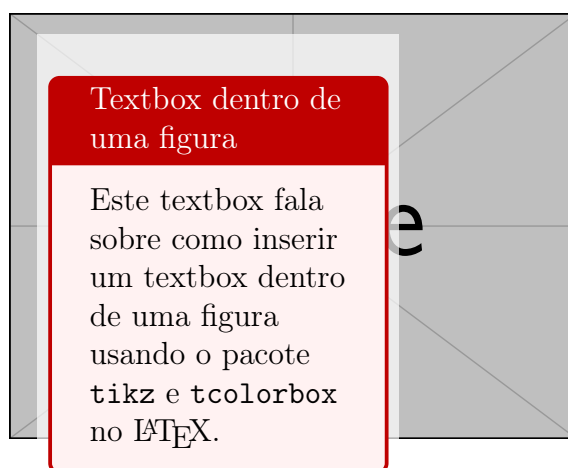 Textbox dentro de
uma figura
Este textbox fala
sobre como inserir
um textbox dentro
de uma figura
usando o pacote
tikz e tcolorbox
no LATEX.